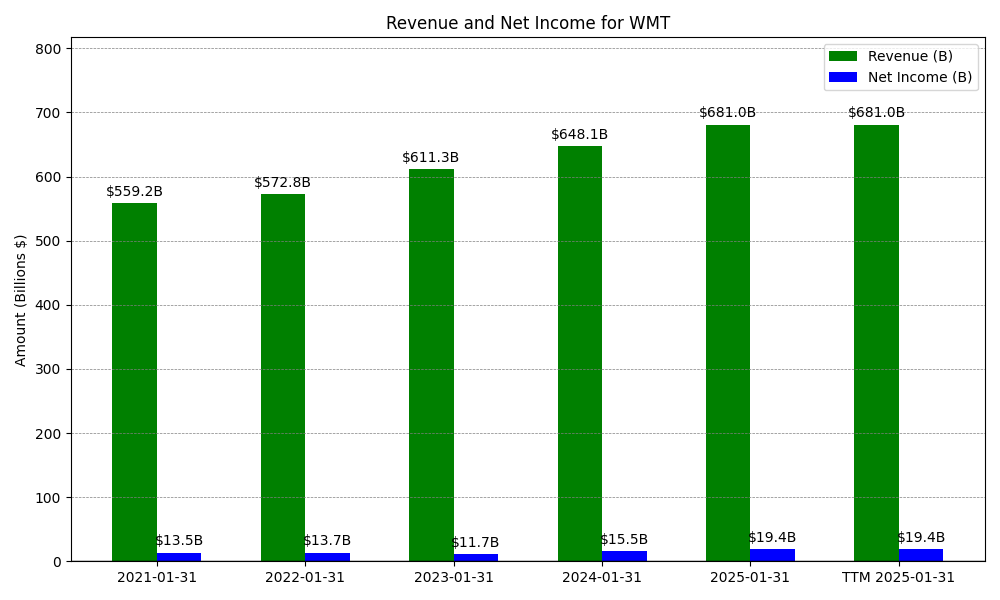 Revenue and Net Income for WMT
Revenue (B)
Net Income (B)
Amount (Billions $)
800
700
600
500
400
300
200
100
0
$559.2B
$13.5B
$572.8B
$13.7B
$611.3B
$11.7B
$648.1B
$15.5B
$681.0B
$19.4B
$681.0B
$19.4B
2021-01-31
2022-01-31
2023-01-31
2024-01-31
2025-01-31
TTM 2025-01-31